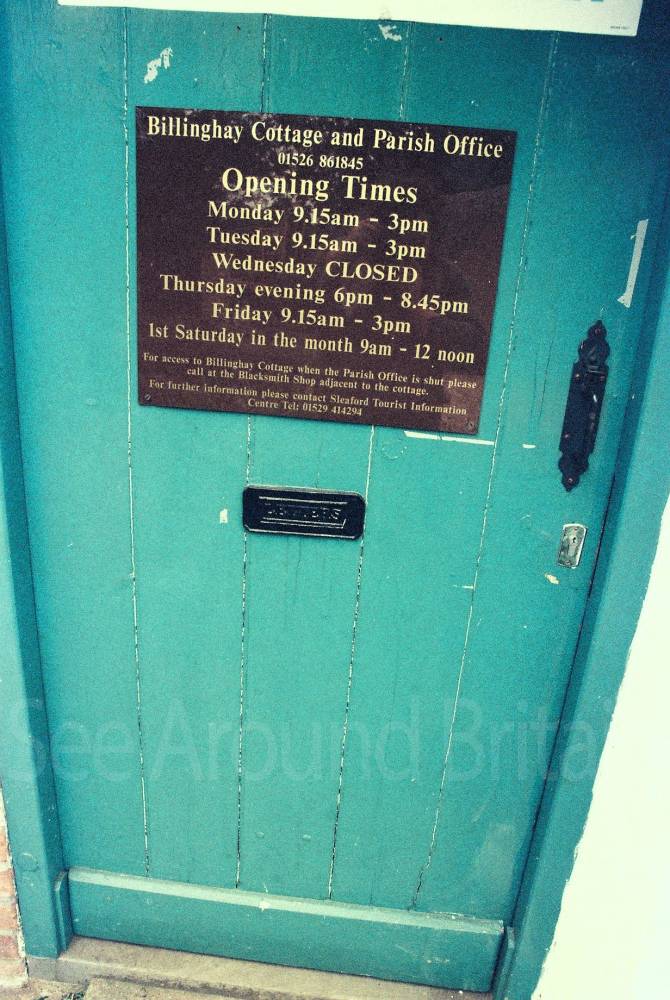 Billinghay Cottage and Parish Office
01526 861845
Opening Times
Monday 9.15am - 3pm
Tuesday 9.15am - 3pm
Wednesday CLOSED
Thursday evening 6pm - 8.45pm
Friday 9.15am - 3pm
1st Saturday in the month 9am - 12 noon
For access to Billinghay Cottage when the Parish Office is shut please
call at the Blacksmith Shop adjacent to the cottage.
For further information please contact Sleaford Tourist Information
Centre Tel: 01529 414294
LETTERS
See Around Britai